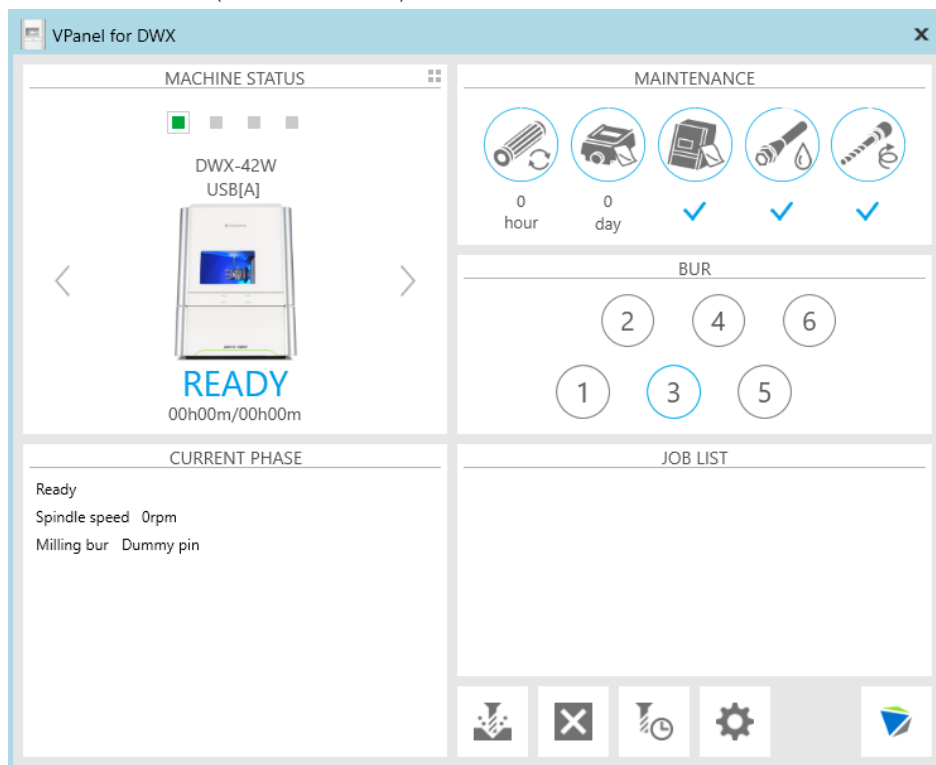 VPanel for DWX
MACHINE STATUS
DWX-42W
USB[A]
READY
00h00m/00h00m
MAINTENANCE
0
hour
0
day
BUR
2 4 6
1 3 5
CURRENT PHASE
Ready
Spindle speed 0rpm
Milling bur Dummy pin
JOB LIST